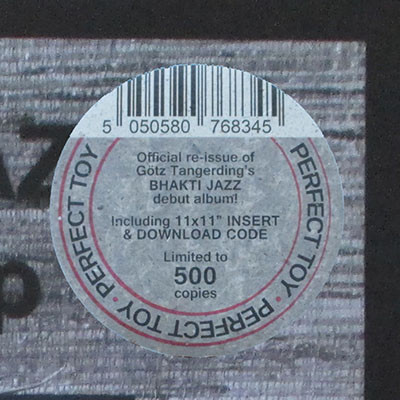 5 050580 768345
Official re-issue of
Götz Tangerding's
BHAKTI JAZZ
debut album!
Including 11x11" INSERT
& DOWNLOAD CODE
Limited to
500
copies
PERFECT TOY · PERFECT TOY · PERFECT TOY
AZ
p